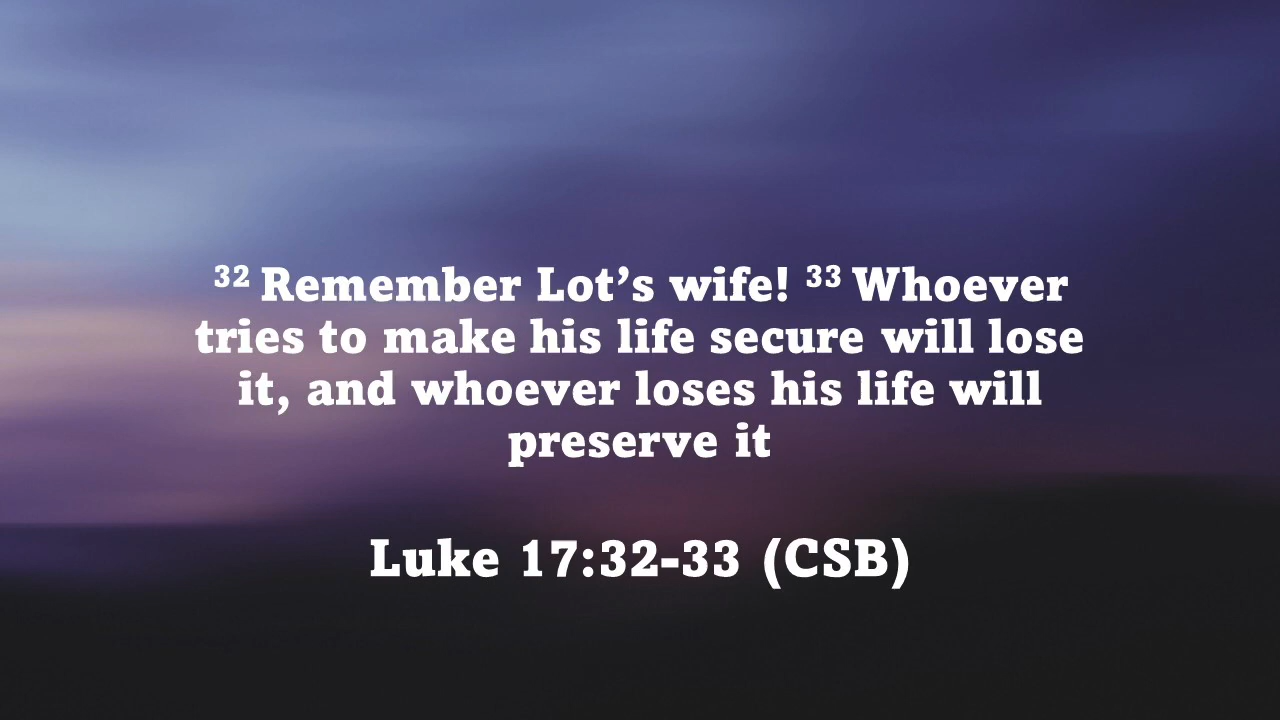 ³² Remember Lot’s wife! ³³ Whoever
tries to make his life secure will lose
it, and whoever loses his life will
preserve it
Luke 17:32-33 (CSB)